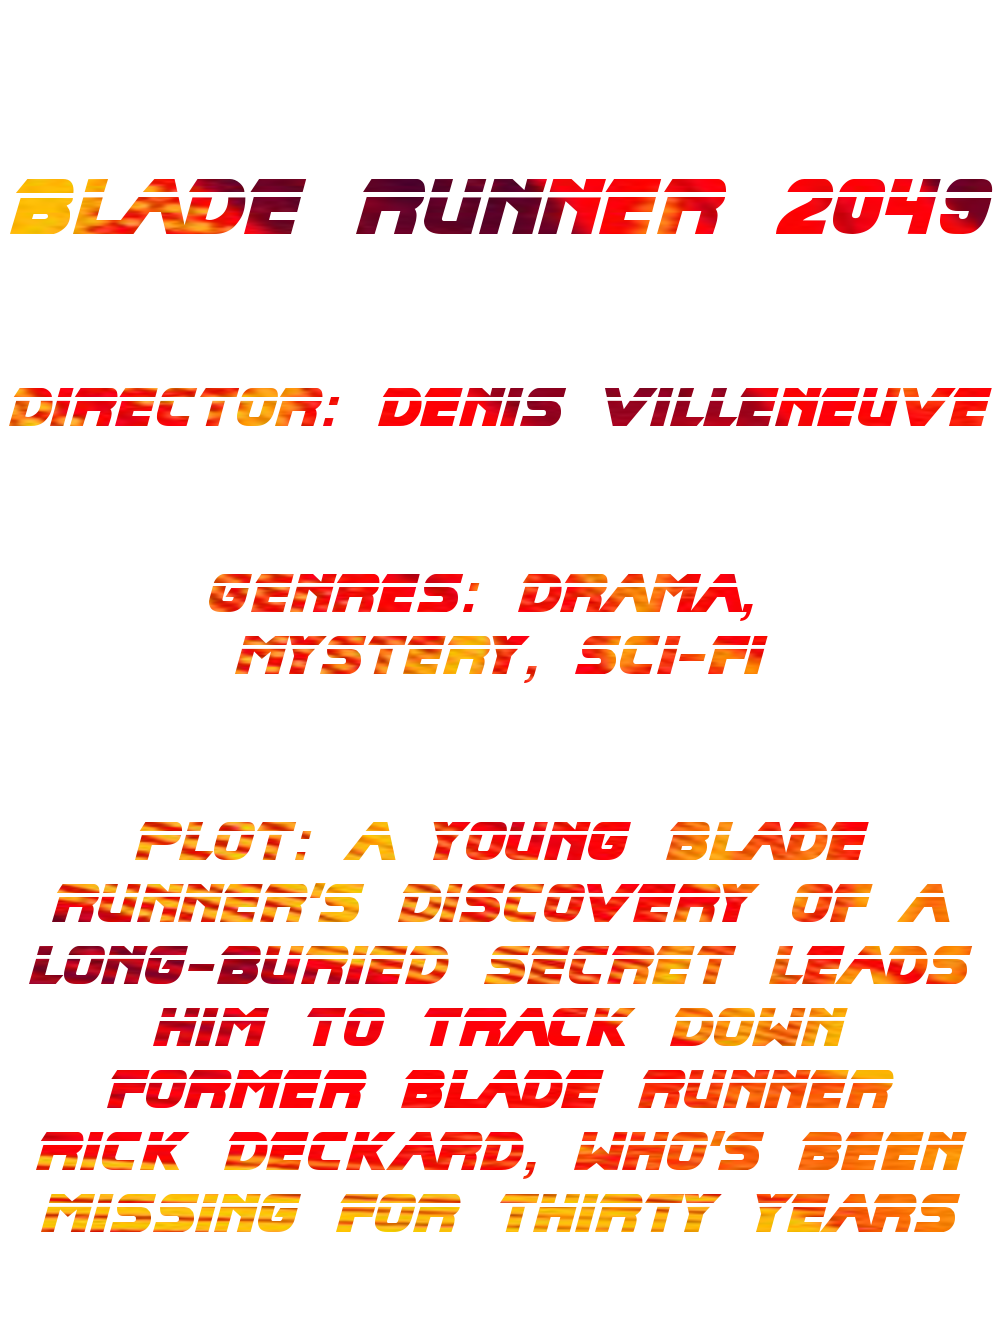 BLADE RUNNER 2049
DIRECTOR: DENIS VILLENEUVE
GENRES: DRAMA,
MYSTERY, SCI-FI
PLOT: A YOUNG BLADE
RUNNER'S DISCOVERY OF A
LONG-BURIED SECRET LEADS
HIM TO TRACK DOWN
FORMER BLADE RUNNER
RICK DECKARD, WHO'S BEEN
MISSING FOR THIRTY YEARS